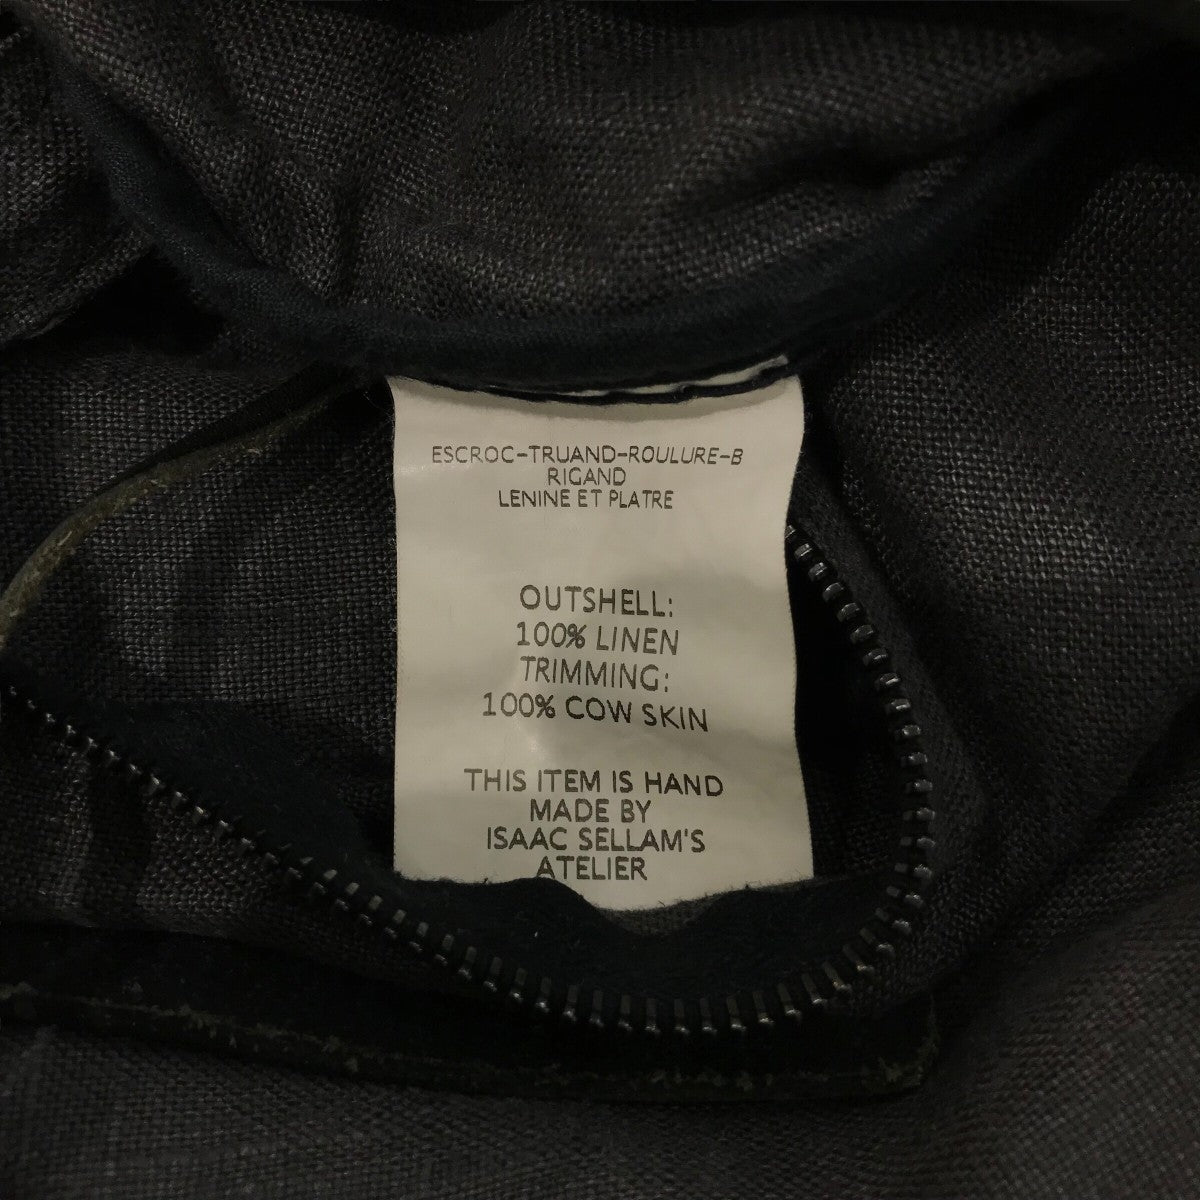 ESCROC-TRUAND-ROULURE-B
RIGAND
LENINE ET PLATRE
OUTSHELL:
100% LINEN
TRIMMING:
100% COW SKIN
THIS ITEM IS HAND
MADE BY
ISAAC SELLAM'S
ATELIER